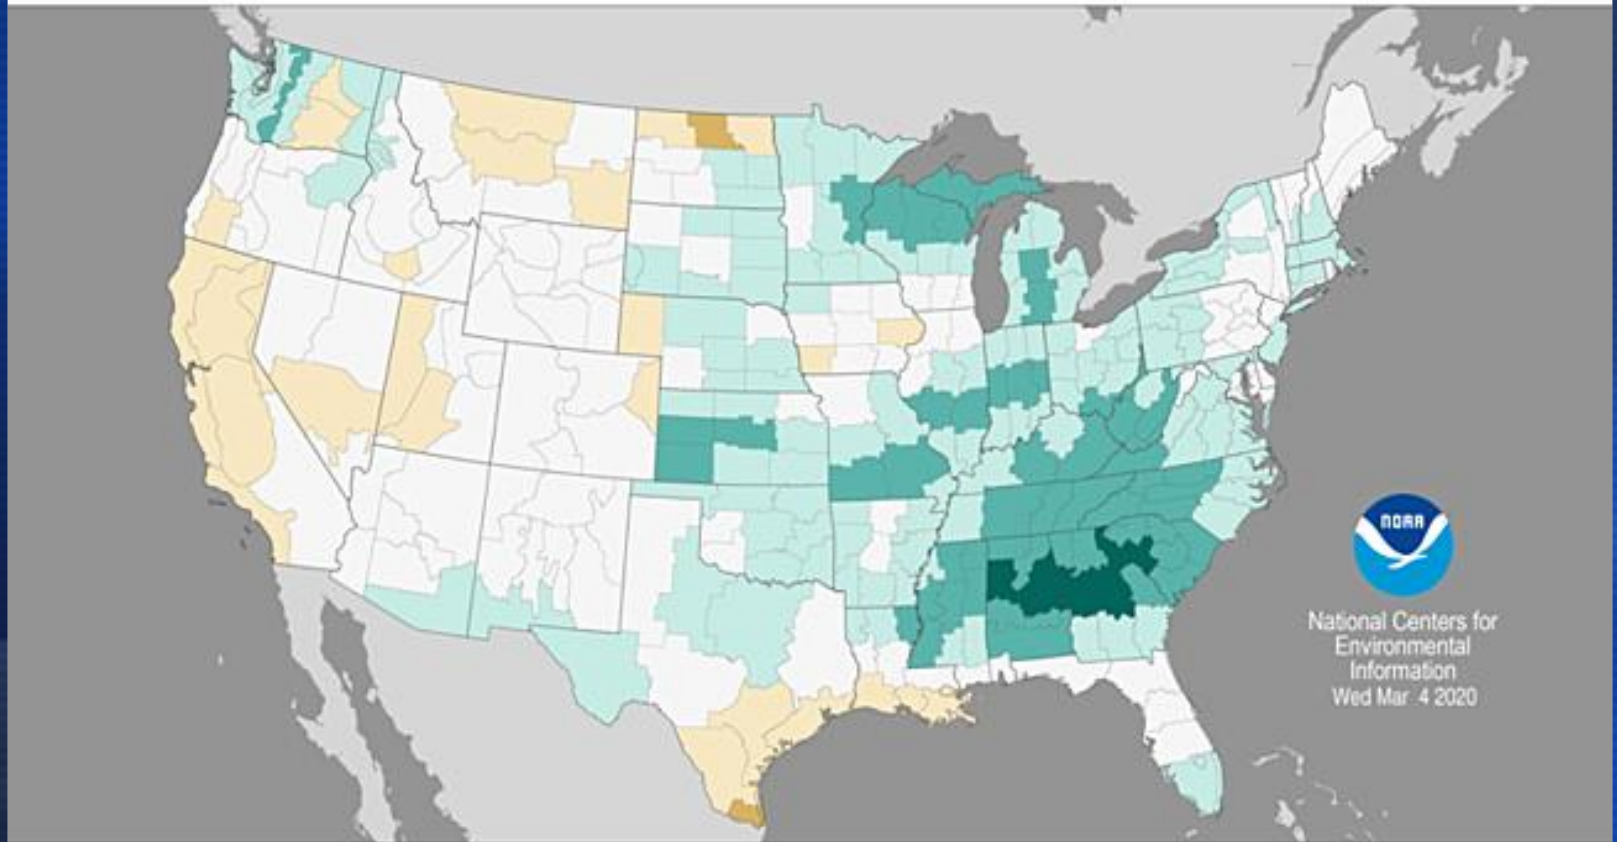 NOAA
National Centers for
Environmental
Information
Wed Mar 4 2020